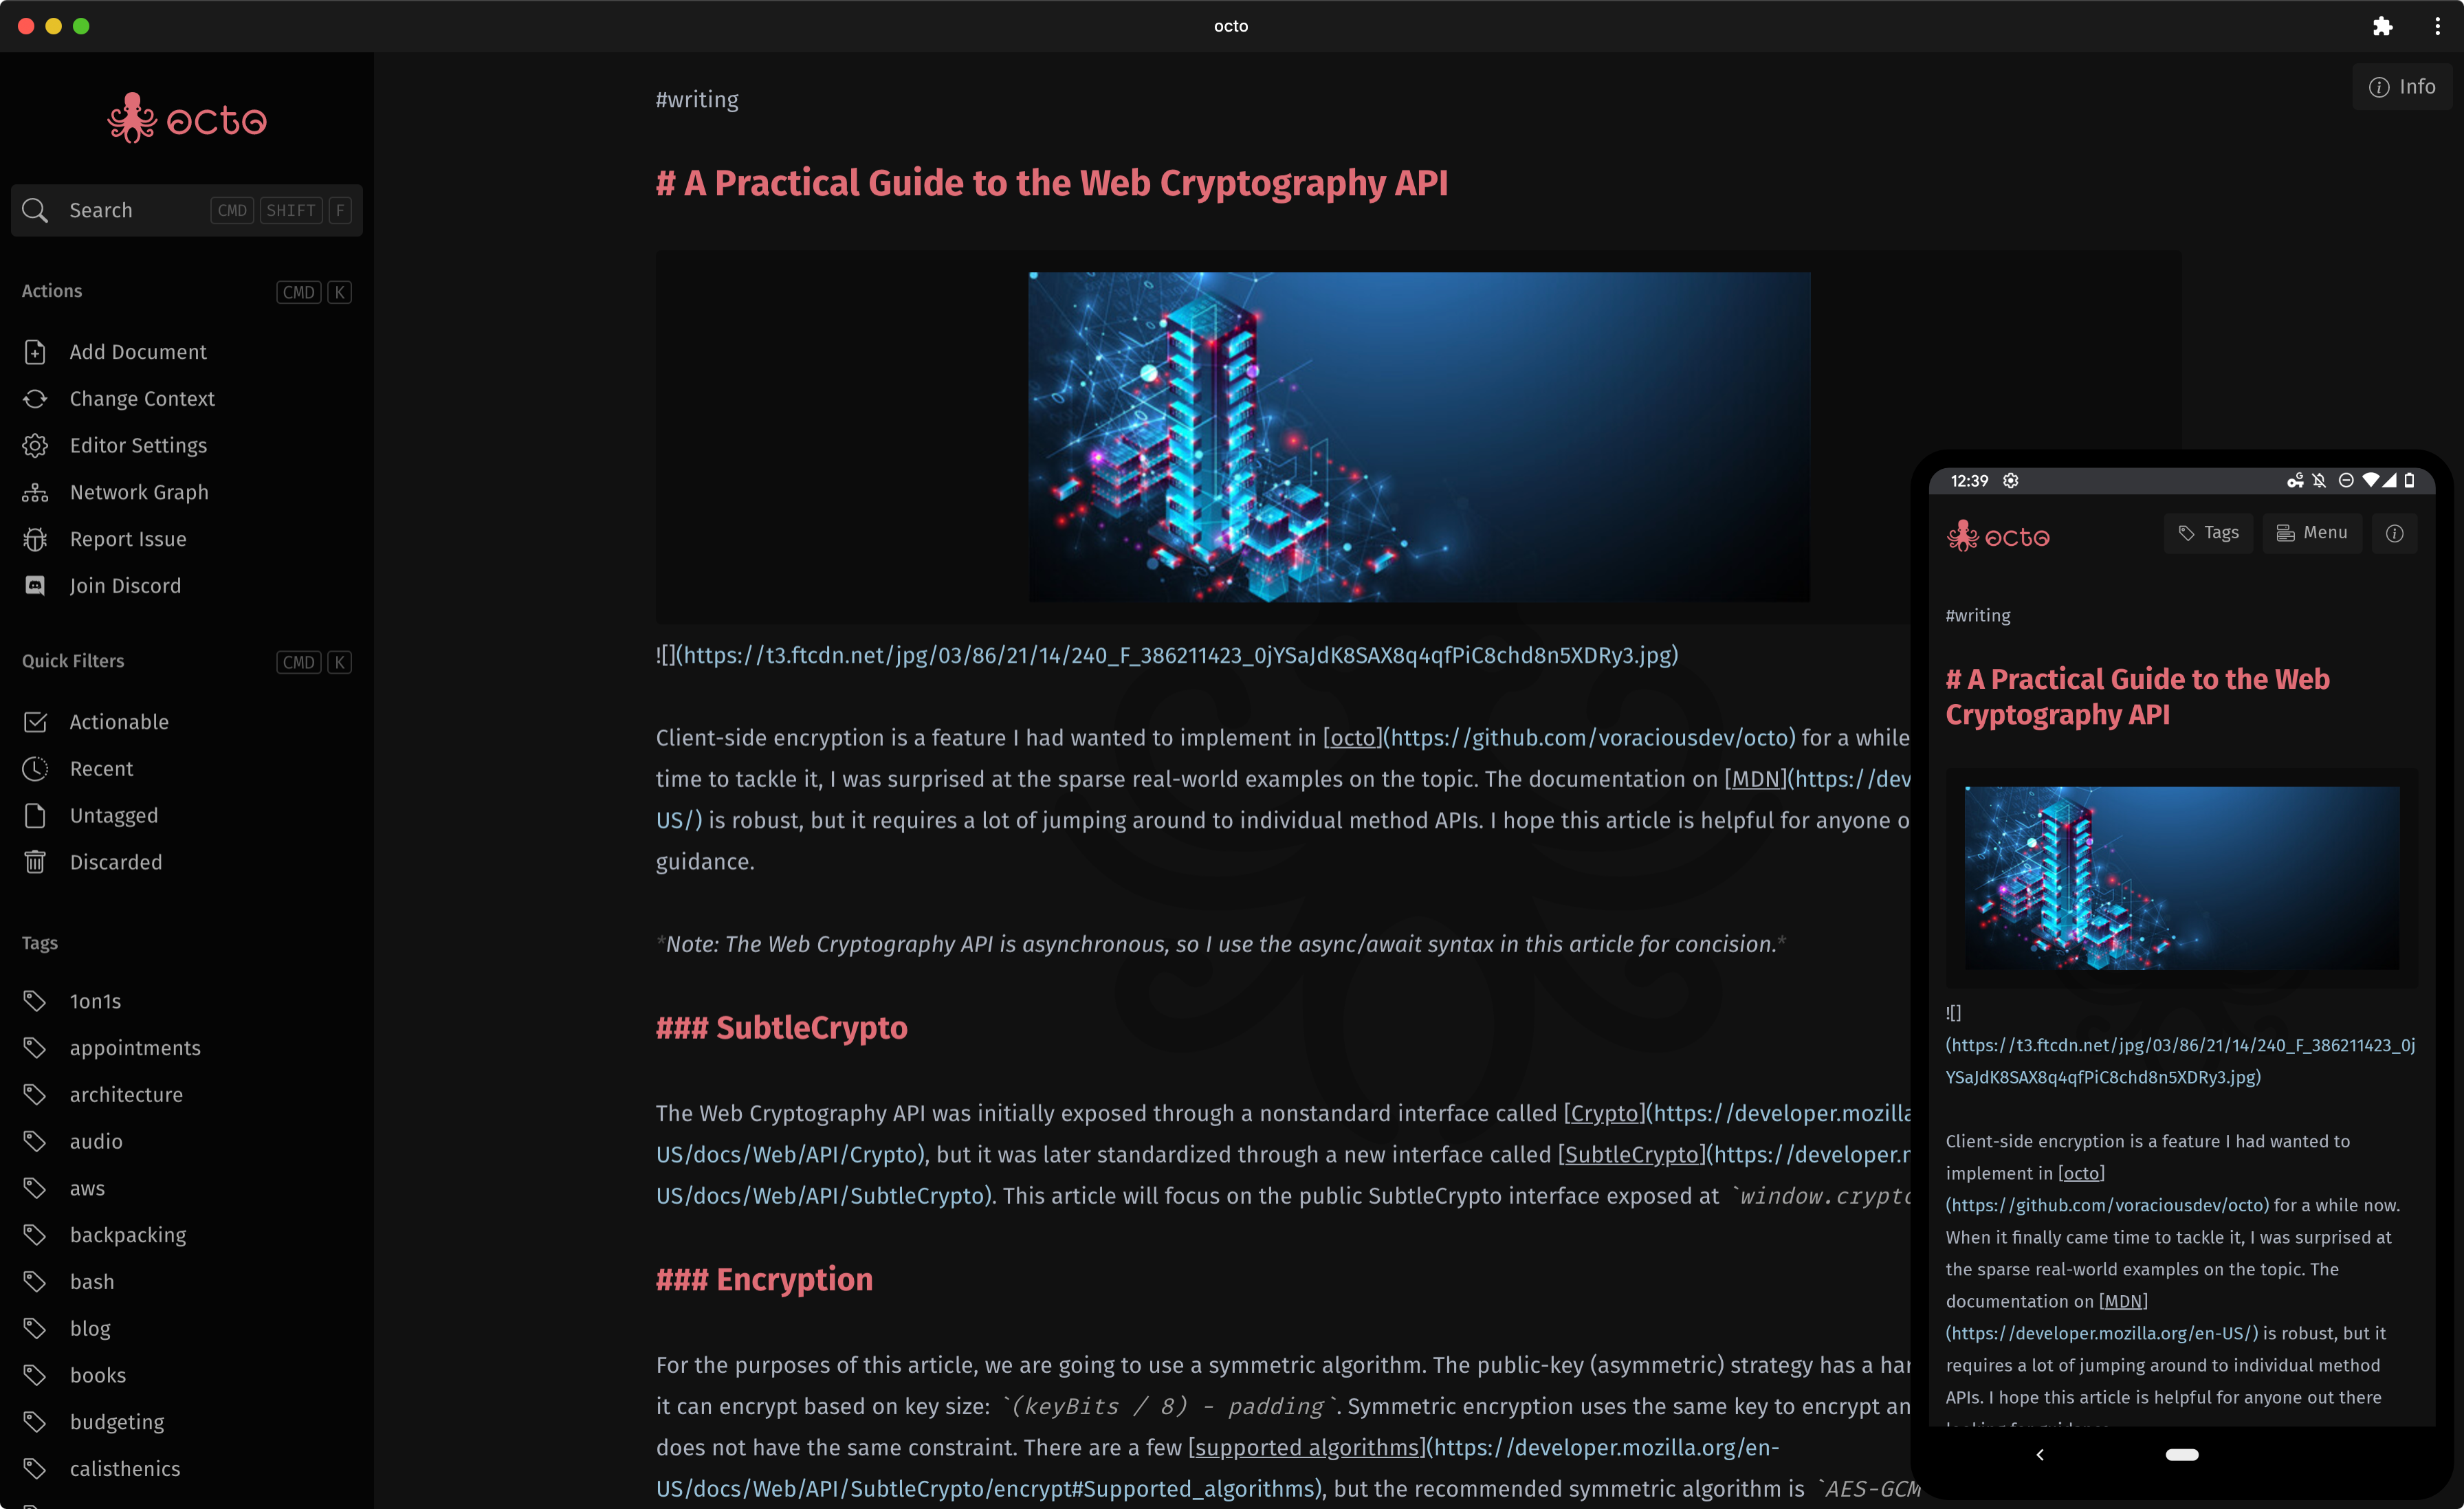 octo
octo
Search CMD SHIFT F
Actions CMD K
Add Document
Change Context
Editor Settings
Network Graph
Report Issue
Join Discord
Quick Filters CMD K
Actionable
Recent
Untagged
Discarded
Tags
1on1s
appointments
architecture
audio
aws
backpacking
bash
blog
books
budgeting
calisthenics
Info
#writing
# A Practical Guide to the Web Cryptography API
![](https://t3.ftcdn.net/jpg/03/86/21/14/240_F_386211423_0jYSaJdK8SAX8q4qfPiC8chd8n5XDRy3.jpg)
Client-side encryption is a feature I had wanted to implement in [octo](https://github.com/voraciousdev/octo) for a while
time to tackle it, I was surprised at the sparse real-world examples on the topic. The documentation on [MDN](https://dev
US/) is robust, but it requires a lot of jumping around to individual method APIs. I hope this article is helpful for anyone o
guidance.
*Note: The Web Cryptography API is asynchronous, so I use the async/await syntax in this article for concision.*
### SubtleCrypto
The Web Cryptography API was initially exposed through a nonstandard interface called [Crypto](https://developer.mozilla
US/docs/Web/API/Crypto), but it was later standardized through a new interface called [SubtleCrypto](https://developer.
US/docs/Web/API/SubtleCrypto). This article will focus on the public SubtleCrypto interface exposed at `window.crypto
### Encryption
For the purposes of this article, we are going to use a symmetric algorithm. The public-key (asymmetric) strategy has a har
it can encrypt based on key size: `(keyBits / 8) - padding`. Symmetric encryption uses the same key to encrypt an
does not have the same constraint. There are a few [supported algorithms](https://developer.mozilla.org/en-
US/docs/Web/API/SubtleCrypto/encrypt#Supported_algorithms), but the recommended symmetric algorithm is `AES-GCM
12:39
octo Tags Menu
#writing
# A Practical Guide to the Web
Cryptography API
![]
(https://t3.ftcdn.net/jpg/03/86/21/14/240_F_386211423_0j
YSaJdK8SAX8q4qfPiC8chd8n5XDRy3.jpg)
Client-side encryption is a feature I had wanted to
implement in [octo]
(https://github.com/voraciousdev/octo) for a while now.
When it finally came time to tackle it, I was surprised at
the sparse real-world examples on the topic. The
documentation on [MDN]
(https://developer.mozilla.org/en-US/) is robust, but it
requires a lot of jumping around to individual method
APIs. I hope this article is helpful for anyone out there
looking for guidance.